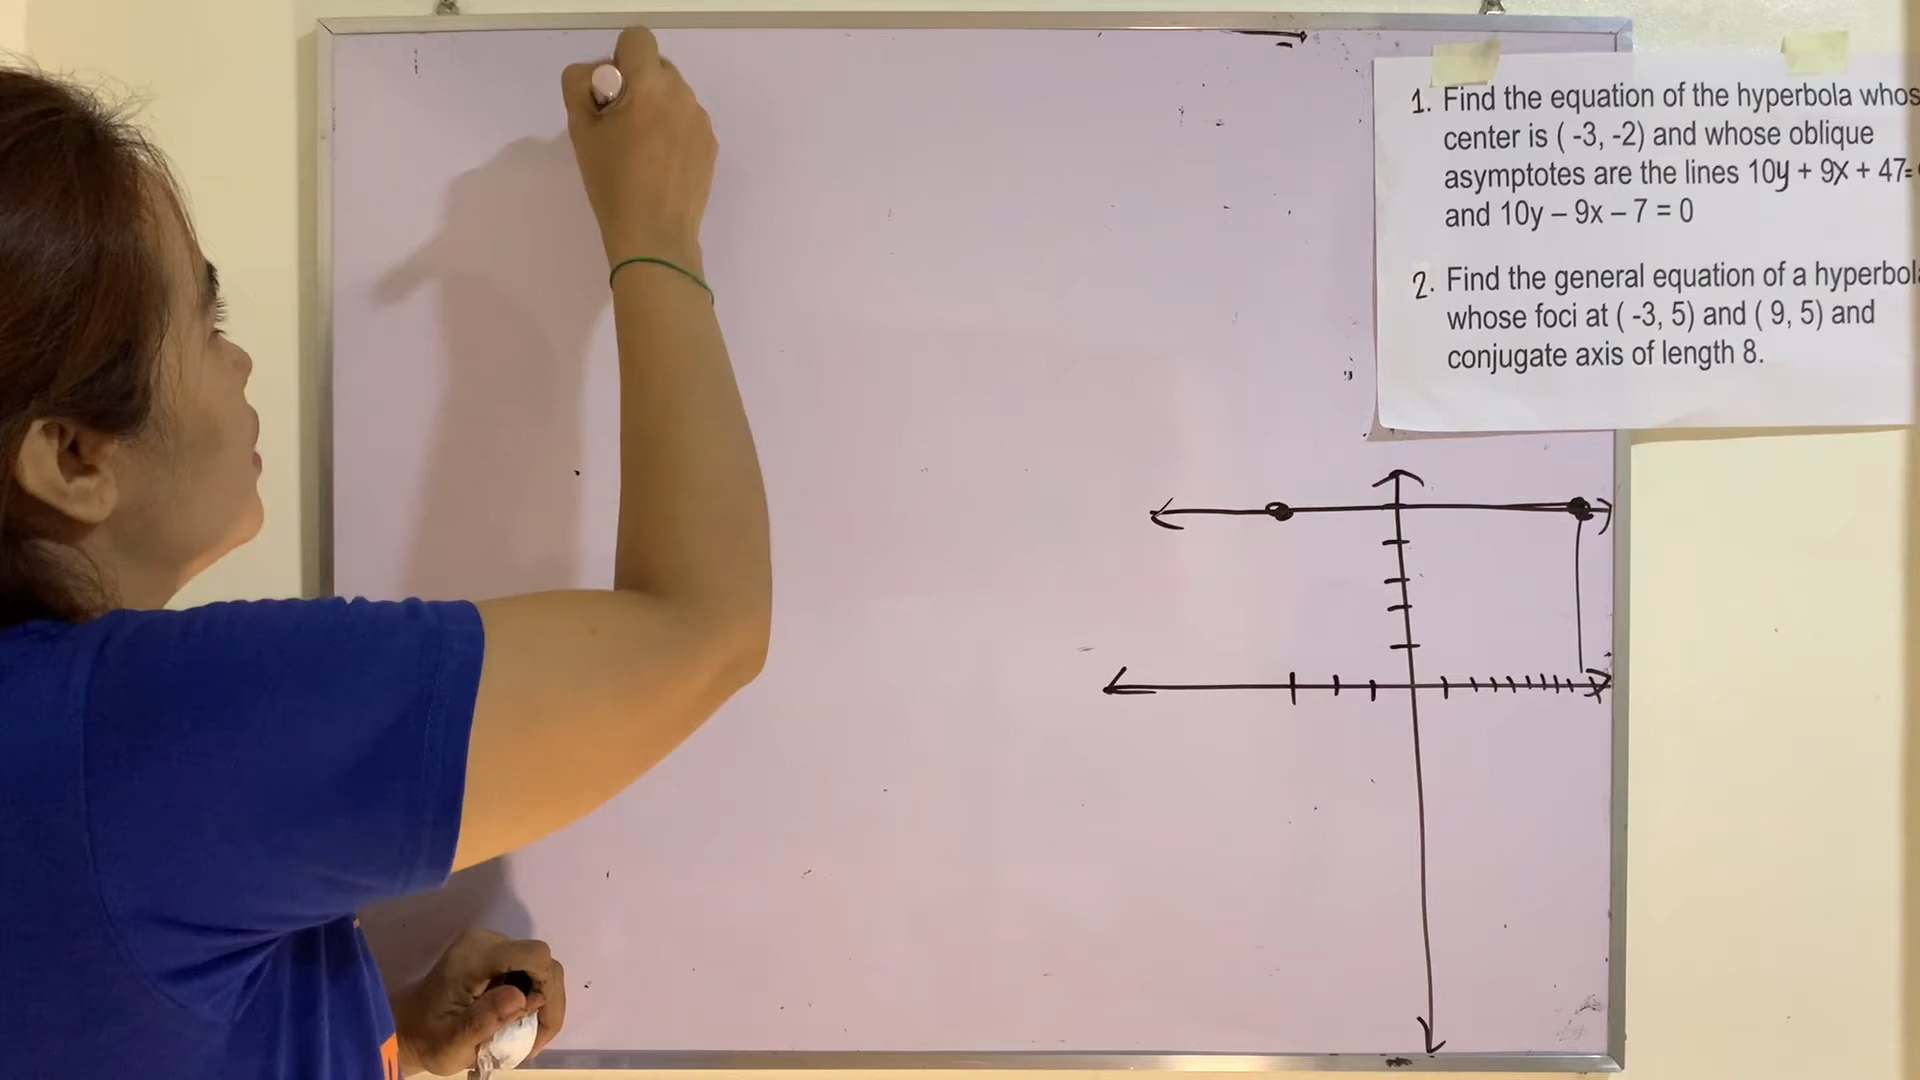 1. Find the equation of the hyperbola whos
center is ( -3, -2) and whose oblique
asymptotes are the lines 10y + 9x + 47=
and 10y – 9x – 7 = 0
2. Find the general equation of a hyperbol
whose foci at ( -3, 5) and ( 9, 5) and
conjugate axis of length 8.